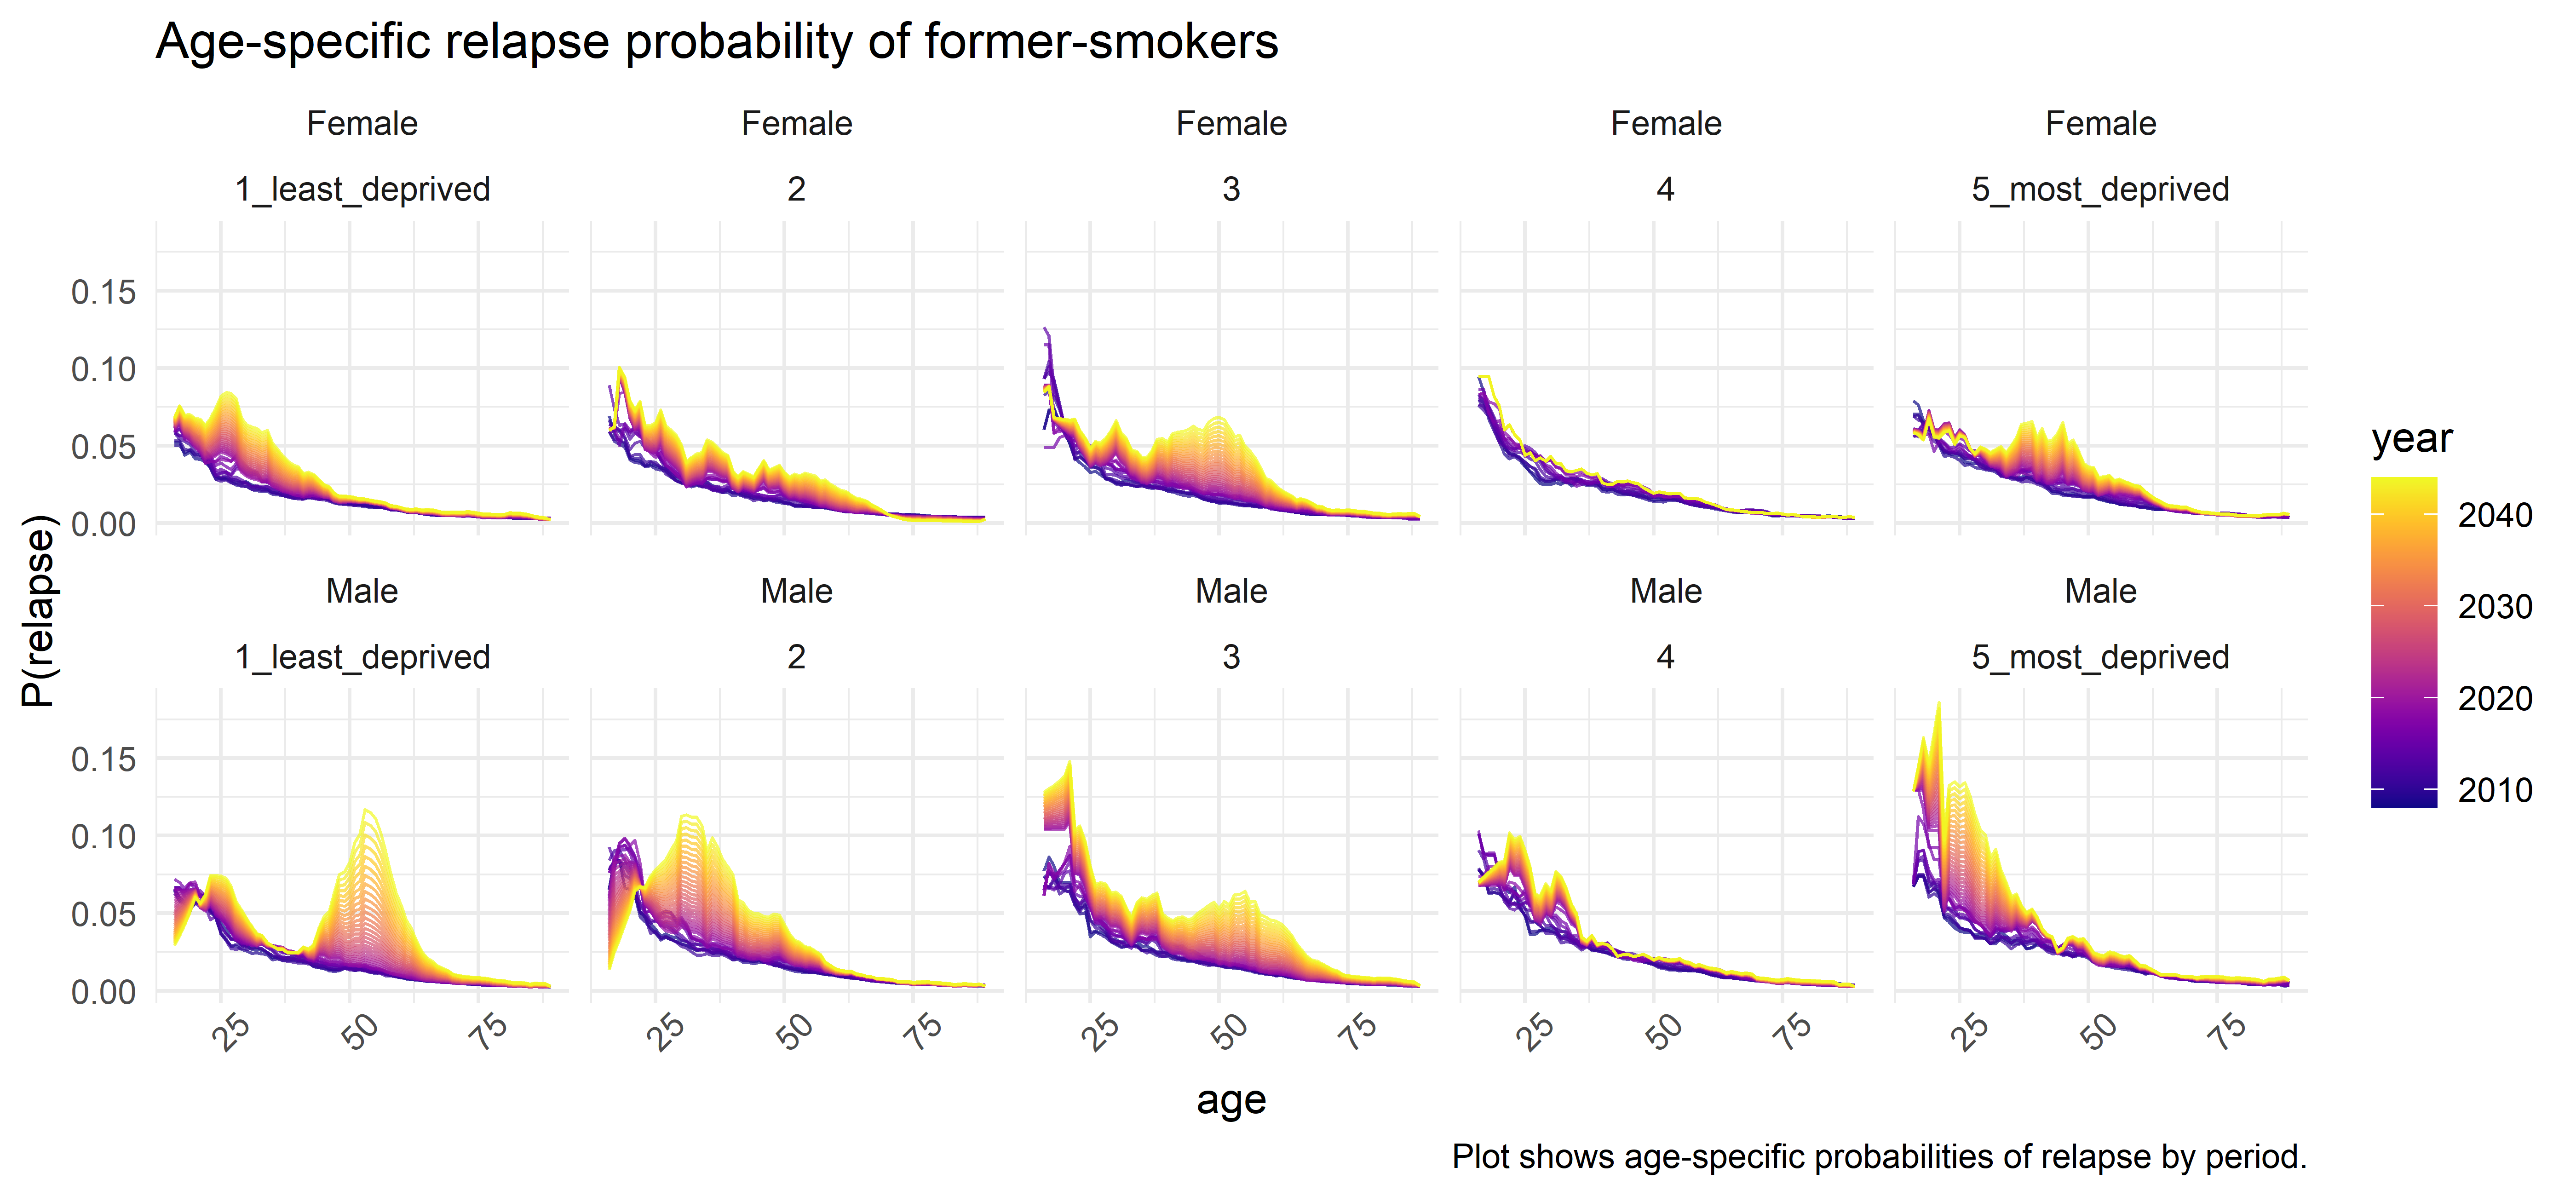 Age-specific relapse probability of former-smokers
Female Female Female Female Female
1_least_deprived 2 3 4 5_most_deprived
0.15
0.10
0.05
0.00
Male Male Male Male Male
1_least_deprived 2 3 4 5_most_deprived
0.15
0.10
0.05
0.00
25 50 75 25 50 75 25 50 75 25 50 75 25 50 75
P(relapse)
age
year
2040
2030
2020
2010
Plot shows age-specific probabilities of relapse by period.